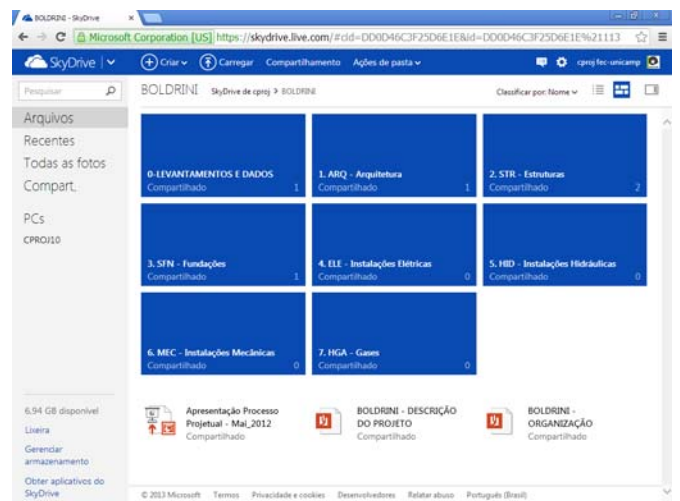 BOLDRINI - SkyDrive
Microsoft Corporation [US] https://skydrive.live.com/#cid=DD0D46C3F25D6E1E&id=DD0D46C3F25D6E1E%21113
SkyDrive Criar Carregar Compartilhamento Ações de pasta cproj fec-unicamp
Pesquisar BOLDRINI SkyDrive de cproj > BOLDRINI Classificar por: Nome
Arquivos
Recentes
Todas as fotos
Compart.
PCs
CPROJ10
0-LEVANTAMENTOS E DADOS
Compartilhado 1
1. ARQ - Arquitetura
Compartilhado 1
2. STR - Estruturas
Compartilhado 2
3. SFN - Fundações
Compartilhado 1
4. ELE - Instalações Elétricas
Compartilhado 0
5. HID - Instalações Hidráulicas
Compartilhado 0
6. MEC - Instalações Mecânicas
Compartilhado 0
7. HGA - Gases
Compartilhado 0
Apresentação Processo
Projetual - Mai_2012
Compartilhado
BOLDRINI - DESCRIÇÃO
DO PROJETO
Compartilhado
BOLDRINI -
ORGANIZAÇÃO
Compartilhado
6,94 GB disponível
Lixeira
Gerenciar
armazenamento
Obter aplicativos do
SkyDrive
© 2013 Microsoft Termos Privacidade e cookies Desenvolvedores Relatar abuso Português (Brasil)